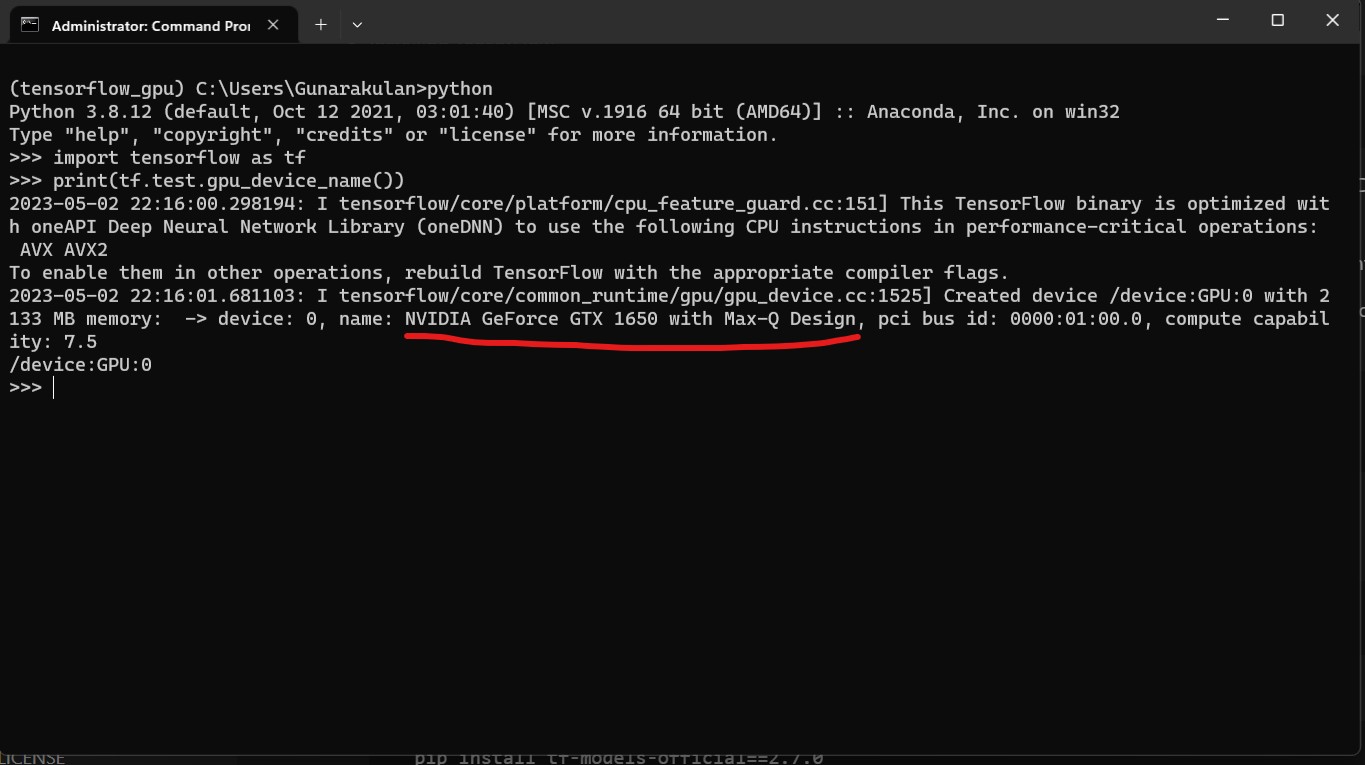 Administrator: Command Pro
(tensorflow_gpu) C:\Users\Gunarakulan>python
Python 3.8.12 (default, Oct 12 2021, 03:01:40) [MSC v.1916 64 bit (AMD64)] :: Anaconda, Inc. on win32
Type "help", "copyright", "credits" or "license" for more information.
>>> import tensorflow as tf
>>> print(tf.test.gpu_device_name())
2023-05-02 22:16:00.298194: I tensorflow/core/platform/cpu_feature_guard.cc:151] This TensorFlow binary is optimized wit
h oneAPI Deep Neural Network Library (oneDNN) to use the following CPU instructions in performance-critical operations:
 AVX AVX2
To enable them in other operations, rebuild TensorFlow with the appropriate compiler flags.
2023-05-02 22:16:01.681103: I tensorflow/core/common_runtime/gpu/gpu_device.cc:1525] Created device /device:GPU:0 with 2
133 MB memory:  -> device: 0, name: NVIDIA GeForce GTX 1650 with Max-Q Design, pci bus id: 0000:01:00.0, compute capabil
ity: 7.5
/device:GPU:0
>>>
LICENSE pip install tf-models-official==2.7.0